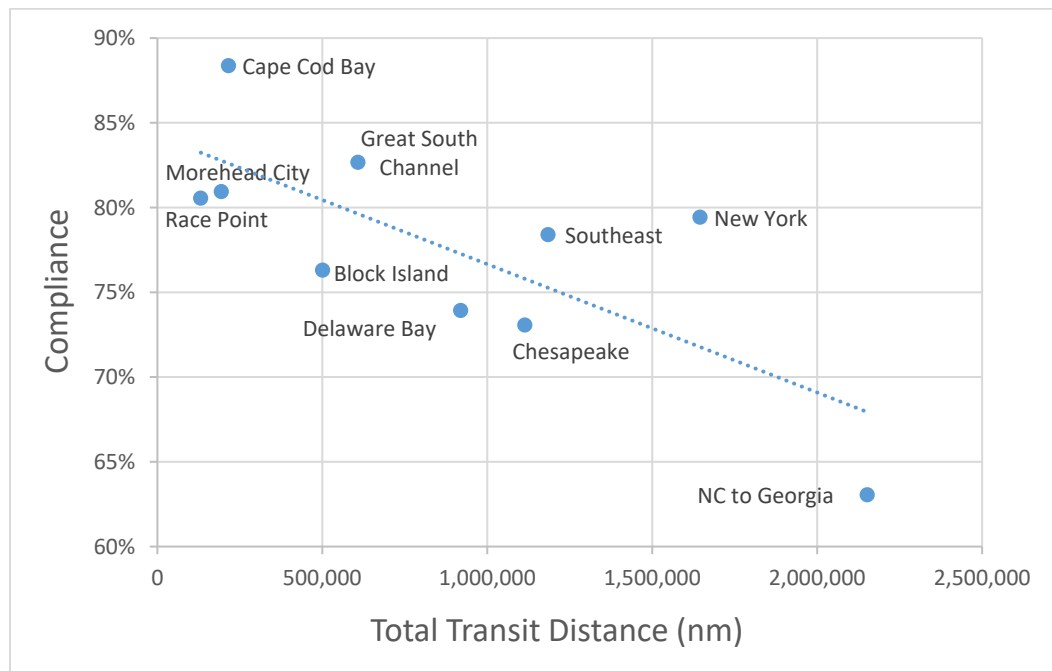 90%
Cape Cod Bay
85%
Great South
Channel
Morehead City
80%
Race Point
New York
Southeast
Block Island
75%
Delaware Bay
Chesapeake
70%
65%
NC to Georgia
60%
Compliance
0
500,000
1,000,000
1,500,000
2,000,000
2,500,000
Total Transit Distance (nm)